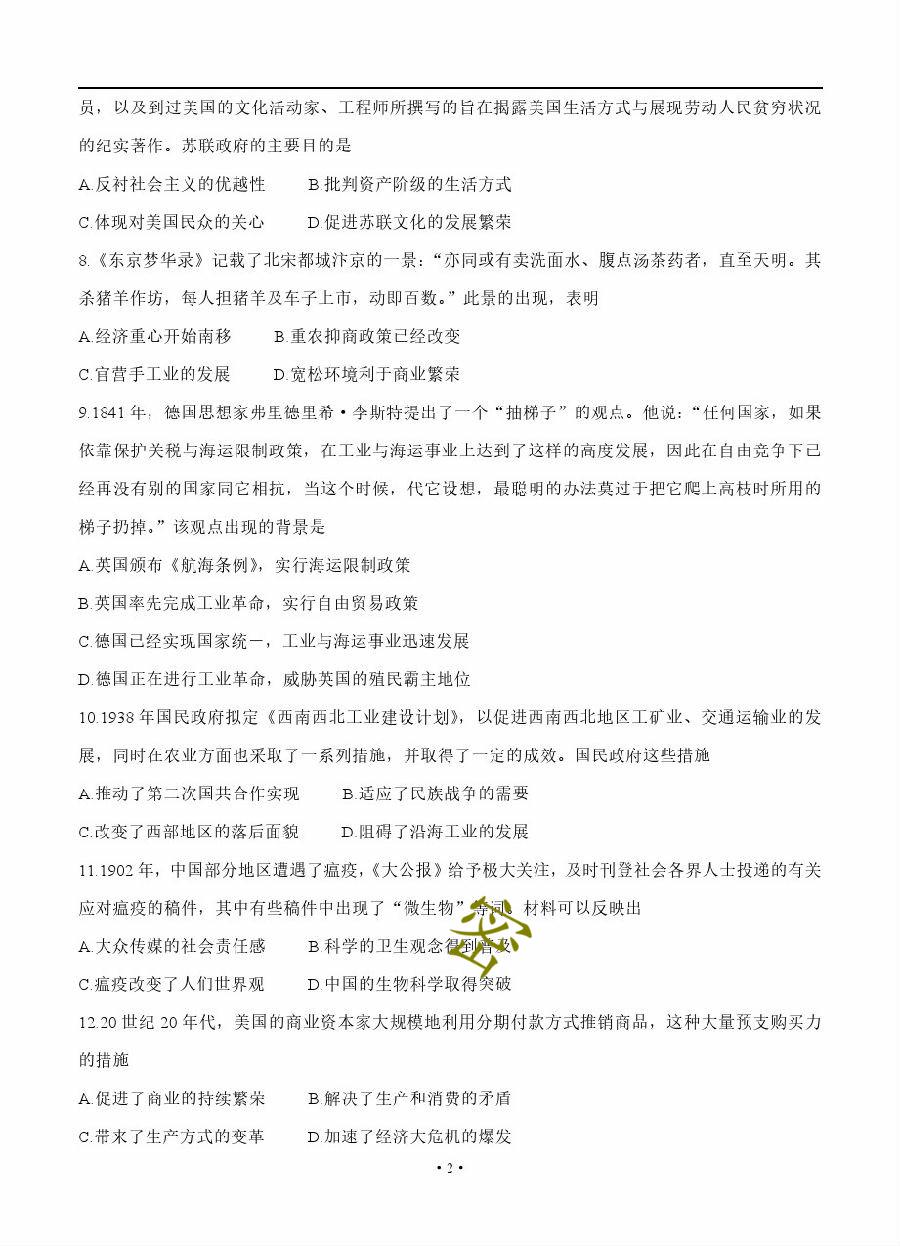 员，以及到过美国的文化活动家、工程师所撰写的旨在揭露美国生活方式与展现劳动人民贫穷状况
的纪实著作。苏联政府的主要目的是
A.反衬社会主义的优越性 B 批判资产阶级的生活方式
C.体现对美国民众的关心 D.促进苏联文化的发展繁荣
8.《东京梦华录》记载了北宋都城汴京的一景：“亦间或有卖洗面水、腹点汤茶药者，直至天明。其
杀猪羊作坊，每人担猪羊及车子上市，动即百数。”此景的出现，表明
A.经济重心开始南移 B.重农抑商政策已经改变
C.官营手工业的发展 D.宽松环境利于商业繁荣
9.1841 年，德国思想家弗里德里希·李斯特提出了一个“抽梯子”的观点。他说：“任何国家，如果
依靠保护关税与海运限制政策，在工业与海运事业上达到了这样的高度发展，因此在自由竞争下已
经再没有别的国家同它相抗，当这个时候，代它设想，最聪明的办法莫过于把它爬上高枝时所用的
梯子扔掉。”该观点出现的背景是
A.英国颁布《航海条例》，实行海运限制政策
B.英国率先完成工业革命，实行自由贸易政策
C.德国已经实现国家统一，工业与海运事业迅速发展
D.德国正在进行工业革命，威胁英国的殖民霸主地位
10.1938 年国民政府拟定《西南西北工业建设计划》，以促进西南西北地区工矿业、交通运输业的发
展，同时在农业方面也采取了一系列措施，并取得了一定的成效。国民政府这些措施
A.推动了第二次国共合作实现 B.适应了民族战争的需要
C.改变了西部地区的落后面貌 D.阻碍了沿海工业的发展
11.1902 年，中国部分地区遭遇了瘟疫，《大公报》给予极大关注，及时刊登社会各界人士投递的有关
应对瘟疫的稿件，其中有些稿件中出现了“微生物”等词。材料可以反映出
A.大众传媒的社会责任感 B 科学的卫生观念得到普及
C.瘟疫改变了人们世界观 D.中国的生物科学取得突破
12.20 世纪 20 年代，美国的商业资本家大规模地利用分期付款方式推销商品，这种大量预支购买力
的措施
A.促进了商业的持续繁荣 B.解决了生产和消费的矛盾
C.带来了生产方式的变革 D.加速了经济大危机的爆发
·2·